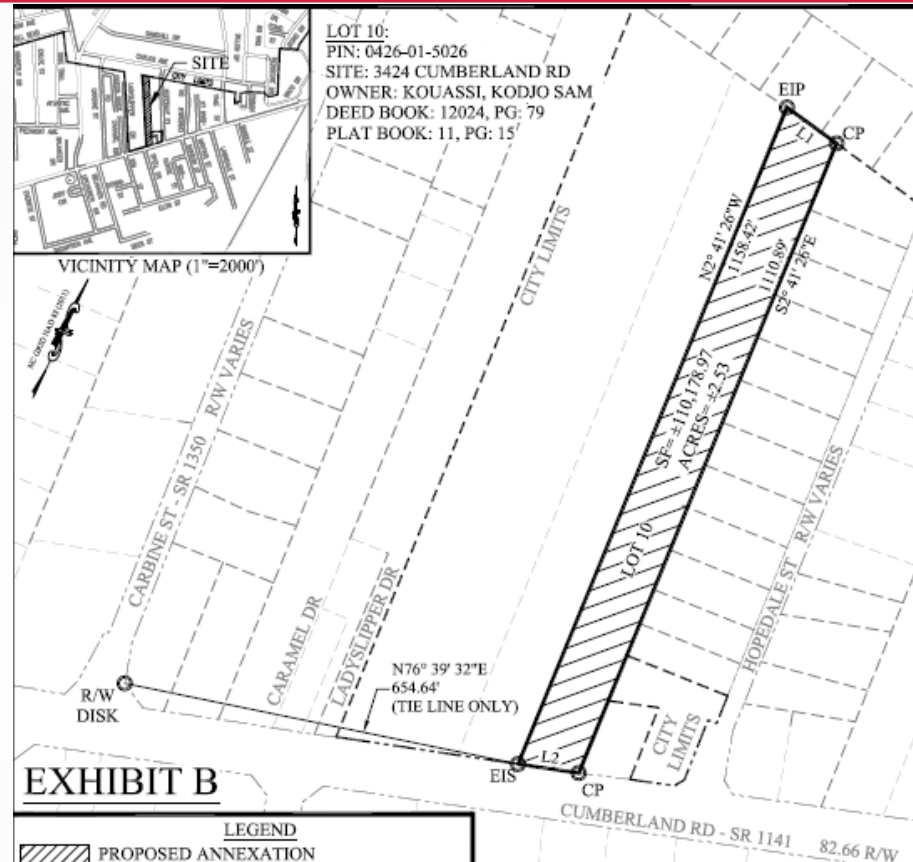 SITE
CITY LIMITS
VICINITY MAP (1"=2000')
LOT 10:
PIN: 0426-01-5026
SITE: 3424 CUMBERLAND RD
OWNER: KOUASSI, KODJO SAM
DEED BOOK: 12024, PG: 79
PLAT BOOK: 11, PG: 15
EIP
L1
CP
N2° 41' 26"W
1158.42'
1110.89'
S2° 41' 26"E
CITY LIMITS
SF= ±110,178.97
ACRES= ±2.53
LOT 10
CARBINE ST - SR 1350 R/W VARIES
CARAMEL DR
LADYSLIPPER DR
HOPEDALE ST R/W VARIES
N76° 39' 32"E
654.64'
(TIE LINE ONLY)
R/W
DISK
CITY
LIMITS
EIS
L2
CP
CUMBERLAND RD - SR 1141 82.66 R/W
EXHIBIT B
LEGEND
PROPOSED ANNEXATION